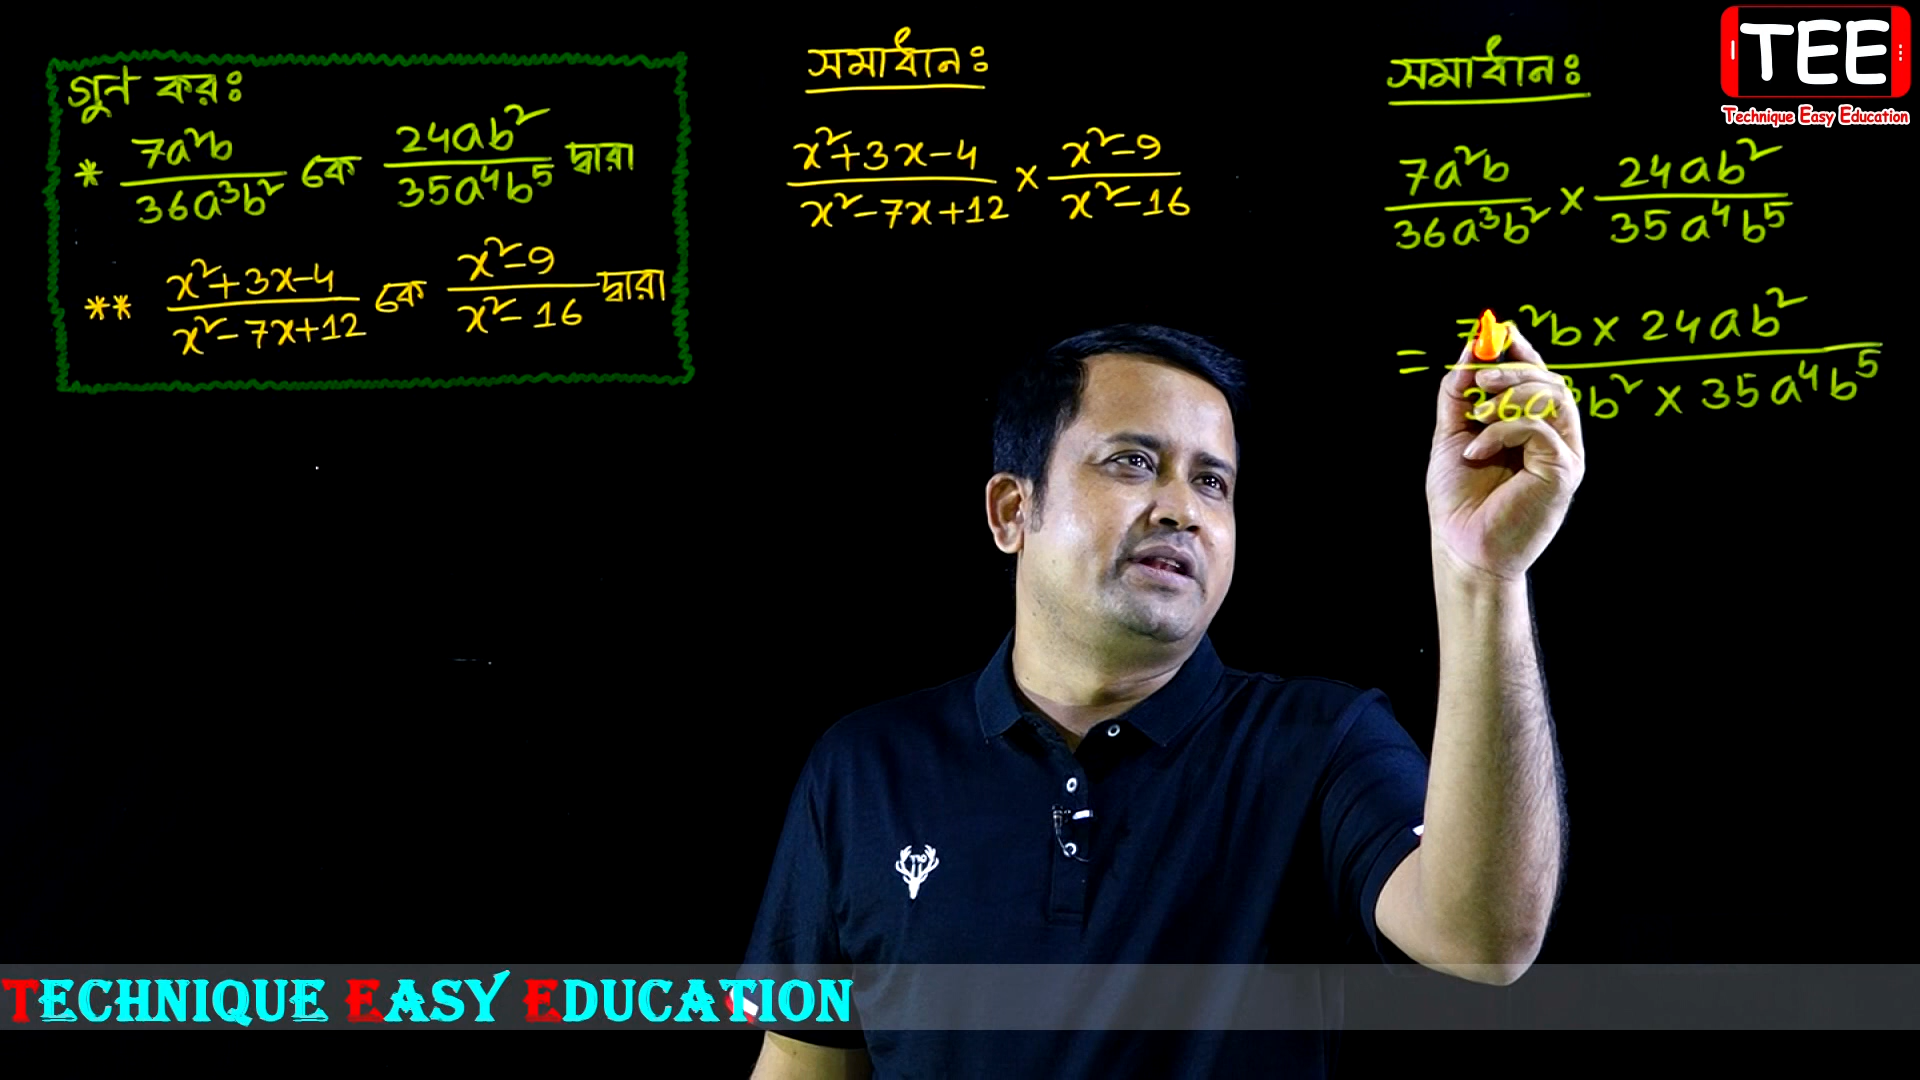 গুন করঃ
* 7a²b/36a³b² কে 24ab²/35a⁴b⁵ দ্বারা
** x²+3x-4/x²-7x+12 কে x²-9/x²-16 দ্বারা
সমাধানঃ
x²+3x-4/x²-7x+12 × x²-9/x²-16
সমাধানঃ
7a²b/36a³b² × 24ab²/35a⁴b⁵
= 7a²b × 24ab²/36a³b² × 35a⁴b⁵
TEE
Technique Easy Education
TECHNIQUE EASY EDUCATION